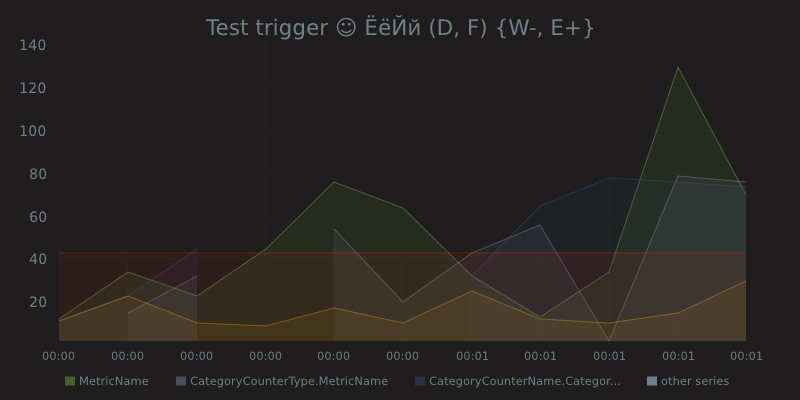 Test trigger ☺ ЁёЙй (D, F) {W-, E+}
140
120
100
80
60
40
20
00:00 00:00 00:00 00:00 00:00 00:00 00:01 00:01 00:01 00:01 00:01
MetricName CategoryCounterType.MetricName CategoryCounterName.Categor... other series